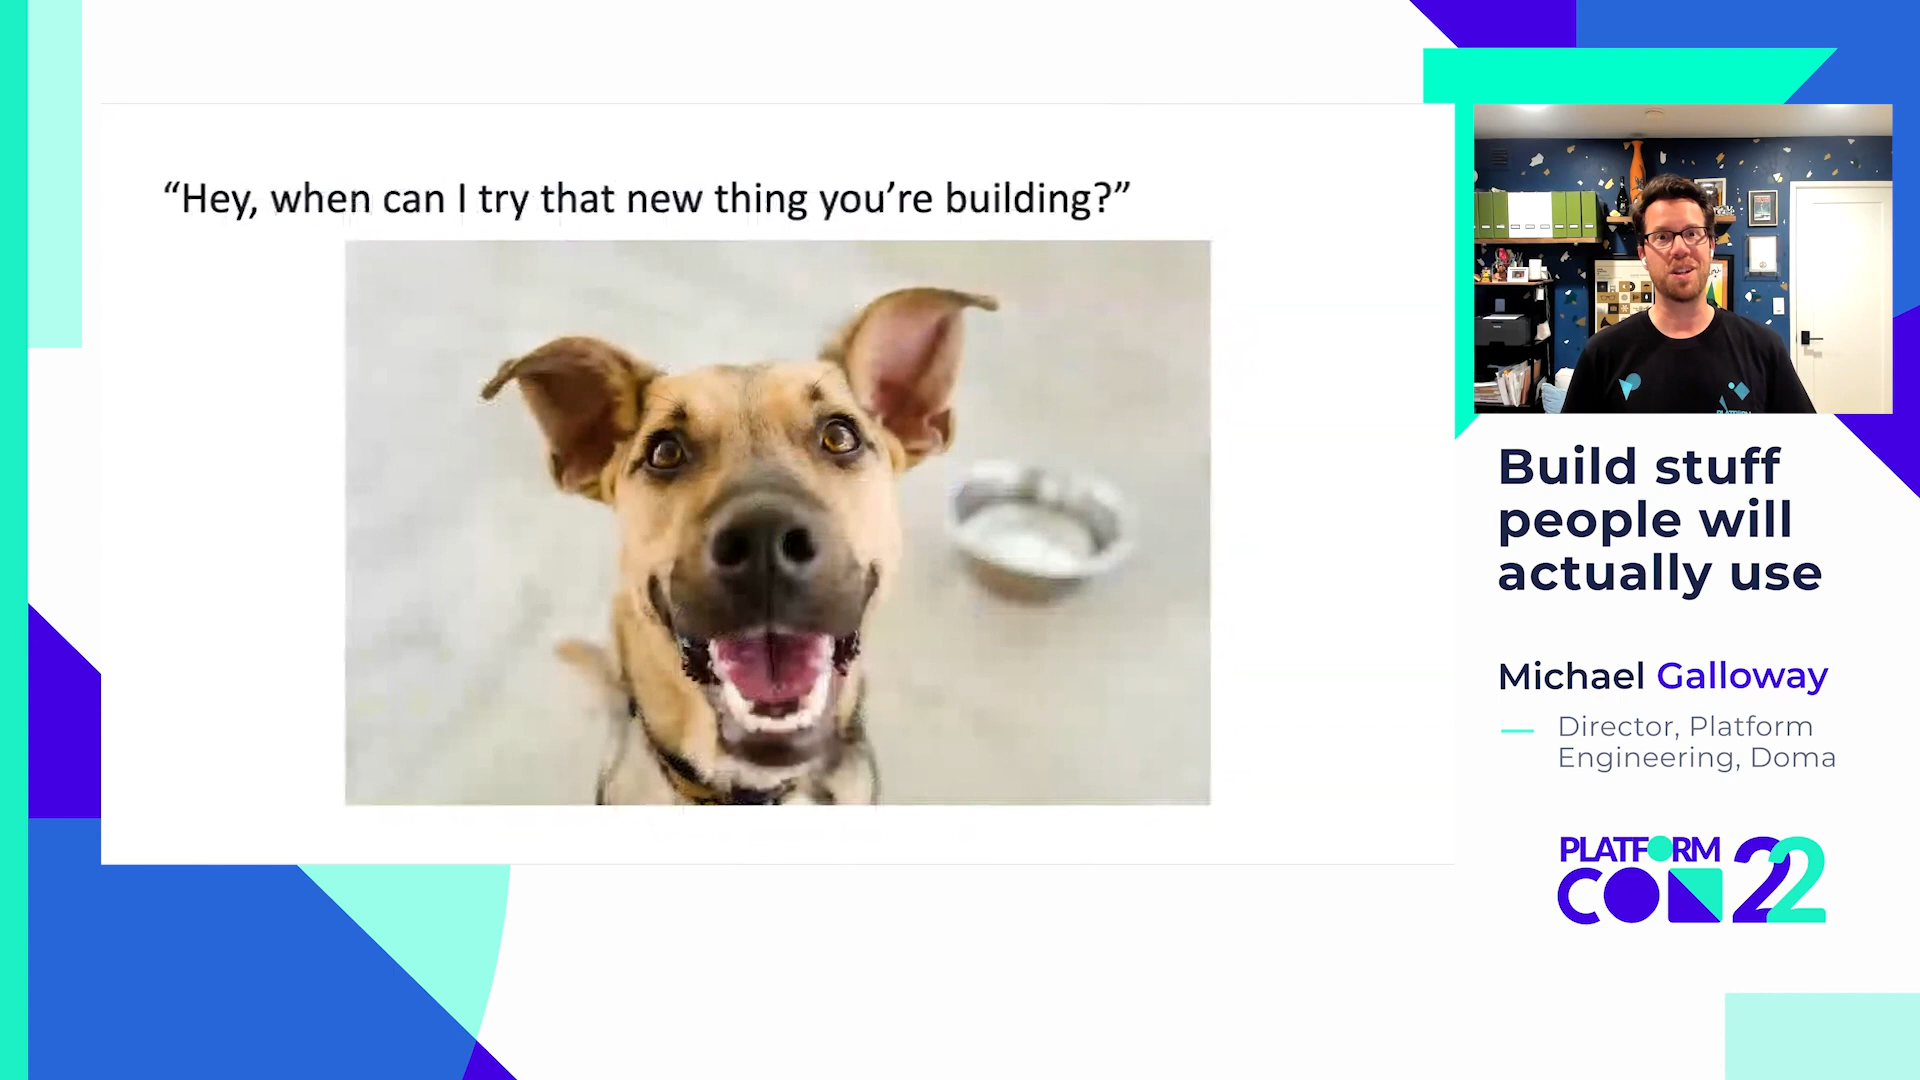 “Hey, when can I try that new thing you’re building?”
Build stuff
people will
actually use
Michael Galloway
Director, Platform
Engineering, Doma
PLATFORM
CON 22